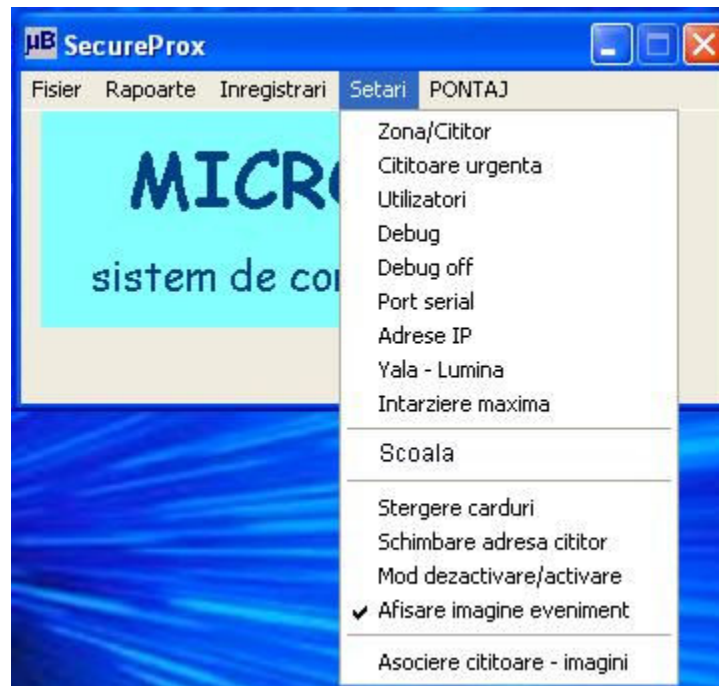 µB SecureProx
Fisier Rapoarte Inregistrari Setari PONTAJ
MICR
sistem de co
Zona/Cititor
Cititoare urgenta
Utilizatori
Debug
Debug off
Port serial
Adrese IP
Yala - Lumina
Intarziere maxima
Scoala
Stergere carduri
Schimbare adresa cititor
Mod dezactivare/activare
Afisare imagine eveniment
Asociere cititoare - imagini